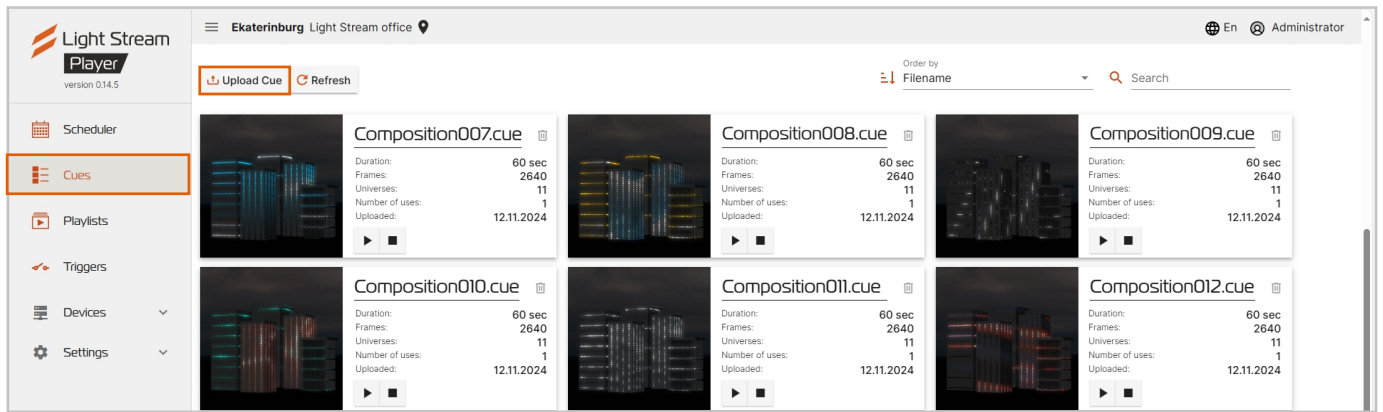 Light Stream
Player
version 0.14.5
Scheduler
Cues
Playlists
Triggers
Devices
Settings
Ekaterinburg Light Stream office
En Administrator
Upload Cue Refresh
Order by
Filename
Search
Composition007.cue
Duration: 60 sec
Frames: 2640
Universes: 11
Number of uses: 1
Uploaded: 12.11.2024
Composition008.cue
Duration: 60 sec
Frames: 2640
Universes: 11
Number of uses: 1
Uploaded: 12.11.2024
Composition009.cue
Duration: 60 sec
Frames: 2640
Universes: 11
Number of uses: 1
Uploaded: 12.11.2024
Composition010.cue
Duration: 60 sec
Frames: 2640
Universes: 11
Number of uses: 1
Uploaded: 12.11.2024
Composition011.cue
Duration: 60 sec
Frames: 2640
Universes: 11
Number of uses: 1
Uploaded: 12.11.2024
Composition012.cue
Duration: 60 sec
Frames: 2640
Universes: 11
Number of uses: 1
Uploaded: 12.11.2024